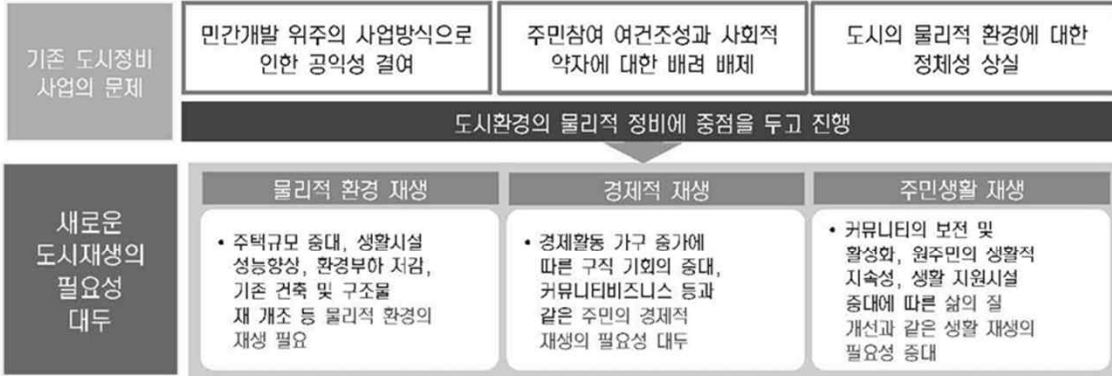 기존 도시정비
사업의 문제
민간개발 위주의 사업방식으로
인한 공익성 결여
주민참여 여건조성과 사회적
약자에 대한 배려 배제
도시의 물리적 환경에 대한
정체성 상실
도시환경의 물리적 정비에 중점을 두고 진행
새로운
도시재생의
필요성
대두
물리적 환경 재생
• 주택규모 증대, 생활시설
성능향상, 환경부아 저감,
기존 건축 및 구조물
재 개조 등 물리적 환경의
재생 필요
경제적 재생
• 경제활동 가구 증가에
따른 구직 기회의 증대,
커뮤니티비즈니스 등과
같은 주민의 경제적
재생의 필요성 대두
주민생활 재생
• 커뮤니티의 보전 및
활성화, 원주민의 생활적
지속성, 생활 지원시설
증대에 따른 삶의 질
개선과 같은 생활 재생의
필요성 증대